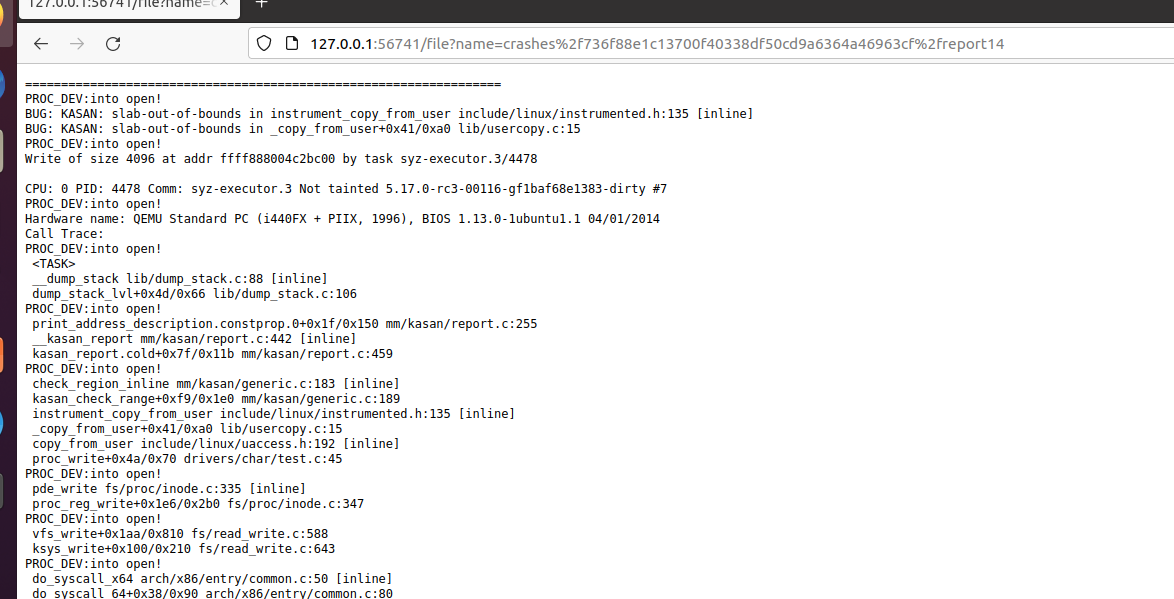 127.0.0.1:56741/file?name=c
127.0.0.1:56741/file?name=crashes%2f736f88e1c13700f40338df50cd9a6364a46963cf%2freport14
==================================================================
PROC_DEV:into open!
BUG: KASAN: slab-out-of-bounds in instrument_copy_from_user include/linux/instrumented.h:135 [inline]
BUG: KASAN: slab-out-of-bounds in _copy_from_user+0x41/0xa0 lib/usercopy.c:15
PROC_DEV:into open!
Write of size 4096 at addr ffff888004c2bc00 by task syz-executor.3/4478
CPU: 0 PID: 4478 Comm: syz-executor.3 Not tainted 5.17.0-rc3-00116-gf1baf68e1383-dirty #7
PROC_DEV:into open!
Hardware name: QEMU Standard PC (i440FX + PIIX, 1996), BIOS 1.13.0-1ubuntu1.1 04/01/2014
Call Trace:
PROC_DEV:into open!
<TASK>
__dump_stack lib/dump_stack.c:88 [inline]
dump_stack_lvl+0x4d/0x66 lib/dump_stack.c:106
PROC_DEV:into open!
print_address_description.constprop.0+0x1f/0x150 mm/kasan/report.c:255
__kasan_report mm/kasan/report.c:442 [inline]
kasan_report.cold+0x7f/0x11b mm/kasan/report.c:459
PROC_DEV:into open!
check_region_inline mm/kasan/generic.c:183 [inline]
kasan_check_range+0xf9/0x1e0 mm/kasan/generic.c:189
instrument_copy_from_user include/linux/instrumented.h:135 [inline]
_copy_from_user+0x41/0xa0 lib/usercopy.c:15
copy_from_user include/linux/uaccess.h:192 [inline]
proc_write+0x4a/0x70 drivers/char/test.c:45
PROC_DEV:into open!
pde_write fs/proc/inode.c:335 [inline]
proc_reg_write+0x1e6/0x2b0 fs/proc/inode.c:347
PROC_DEV:into open!
vfs_write+0x1aa/0x810 fs/read_write.c:588
ksys_write+0x100/0x210 fs/read_write.c:643
PROC_DEV:into open!
do_syscall_x64 arch/x86/entry/common.c:50 [inline]
do_syscall_64+0x38/0x90 arch/x86/entry/common.c:80